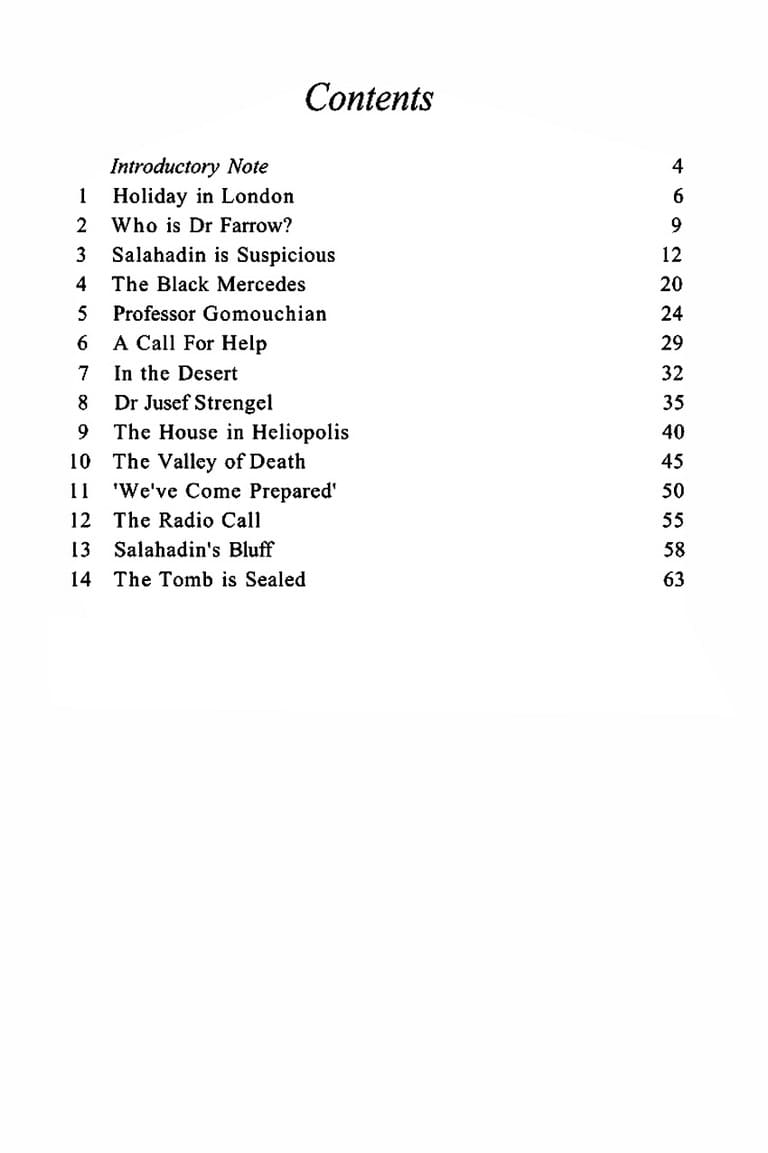 Contents
Introductory Note 4
1 Holiday in London 6
2 Who is Dr Farrow? 9
3 Salahadin is Suspicious 12
4 The Black Mercedes 20
5 Professor Gomouchian 24
6 A Call For Help 29
7 In the Desert 32
8 Dr Jusef Strengel 35
9 The House in Heliopolis 40
10 The Valley of Death 45
11 'We've Come Prepared' 50
12 The Radio Call 55
13 Salahadin's Bluff 58
14 The Tomb is Sealed 63